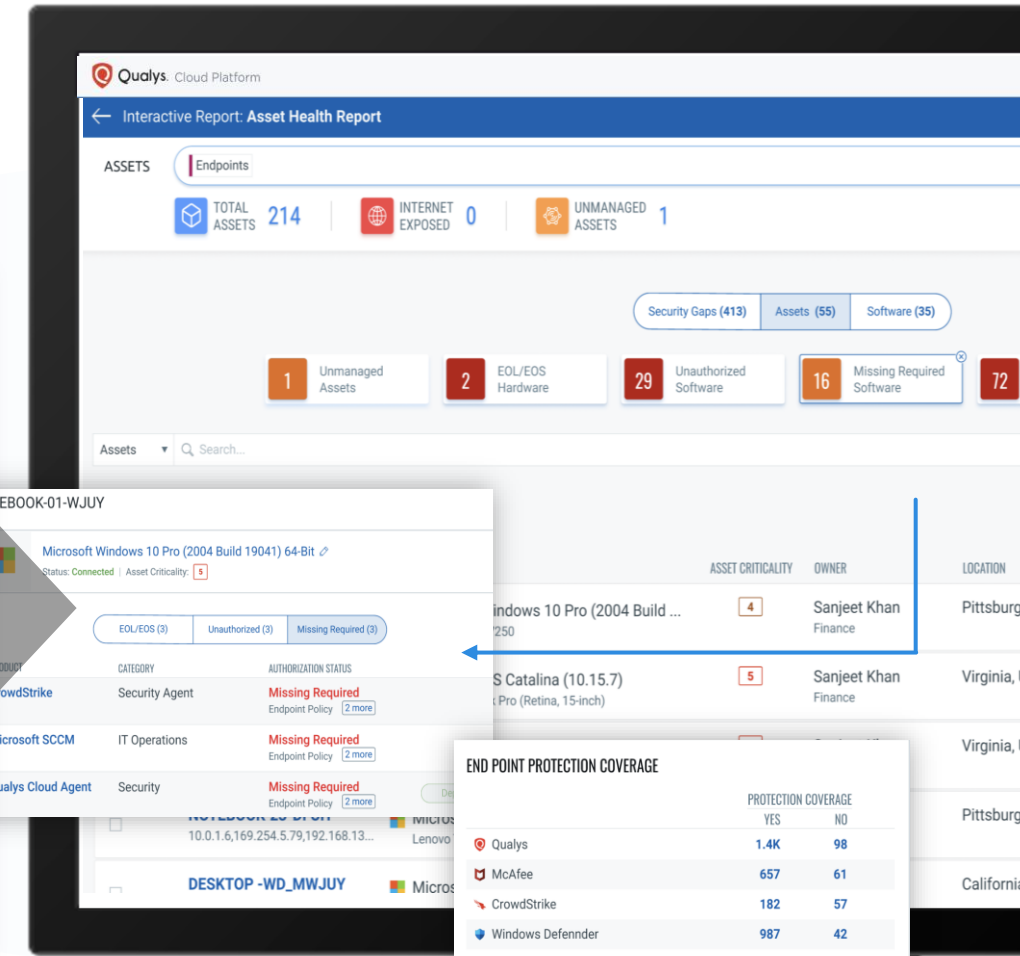 Qualys. Cloud Platform
Interactive Report: Asset Health Report
ASSETS
Endpoints
TOTAL ASSETS 214
INTERNET EXPOSED 0
UNMANAGED ASSETS 1
Security Gaps (413)
Assets (55)
Software (35)
1 Unmanaged Assets
2 EOL/EOS Hardware
29 Unauthorized Software
16 Missing Required Software
72
Assets
Search...
EBOOK-01-WJUY
Microsoft Windows 10 Pro (2004 Build 19041) 64-Bit
Status: Connected | Asset Criticality: 5
EOL/EOS (3)
Unauthorized (3)
Missing Required (3)
CATEGORY AUTHORIZATION STATUS
owdStrike Security Agent Missing Required
Endpoint Policy 2 more
icrosoft SCCM IT Operations Missing Required
Endpoint Policy 2 more
ualys Cloud Agent Security Missing Required
Endpoint Policy 2 more
ASSET CRITICALITY OWNER LOCATION
indows 10 Pro (2004 Build ... 4 Sanjeet Khan Pittsburg
250 Finance
S Catalina (10.15.7) 5 Sanjeet Khan Virginia,
Pro (Retina, 15-inch) Finance
Virginia,
Pittsburg
10.0.1.6,169.254.5.79,192.168.13... Lenovo
DESKTOP -WD_MWJUY Micros
California
END POINT PROTECTION COVERAGE
PROTECTION COVERAGE
YES NO
Qualys 1.4K 98
McAfee 657 61
CrowdStrike 182 57
Windows Defennder 987 42